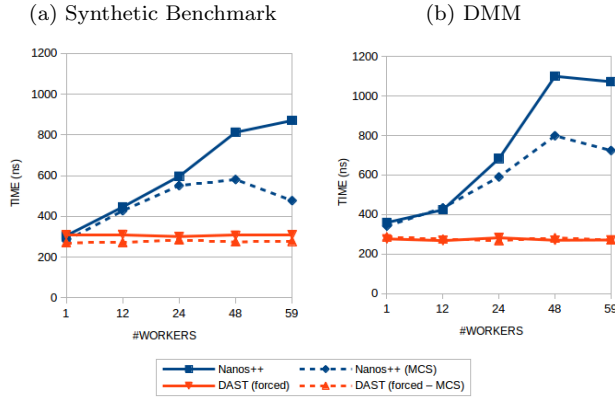 (a) Synthetic Benchmark
(b) DMM
1200
1000
800
600
400
200
0
TIME (ns)
1 12 24 48 59
#WORKERS
1200
1000
800
600
400
200
0
TIME (ns)
1 12 24 48 59
#WORKERS
Nanos++ Nanos++ (MCS)
DAST (forced) DAST (forced – MCS)